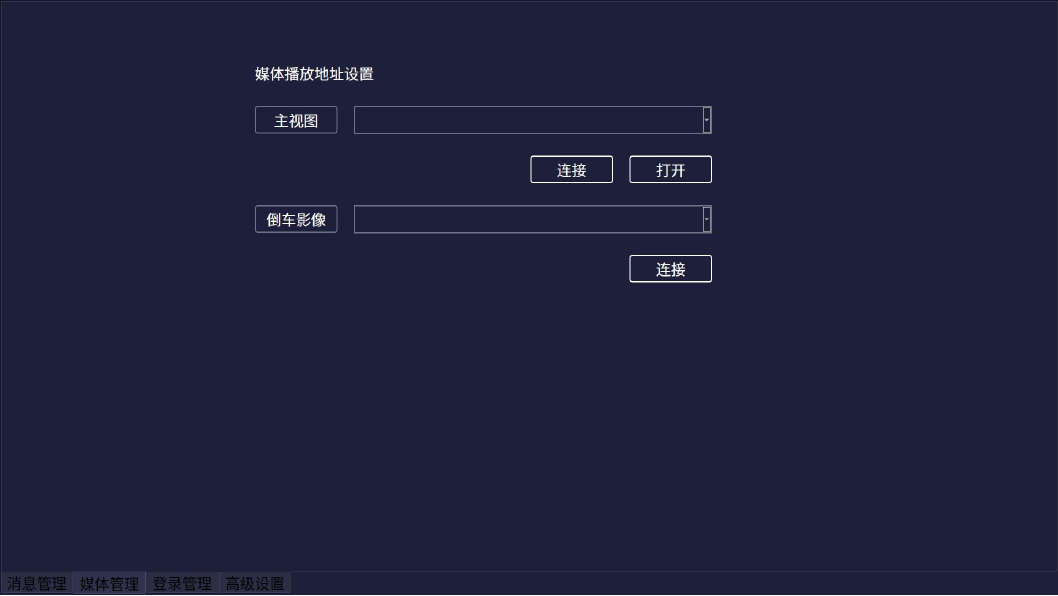 媒体播放地址设置
主视图
连接 打开
倒车影像
连接
消息管理 媒体管理 登录管理 高级设置